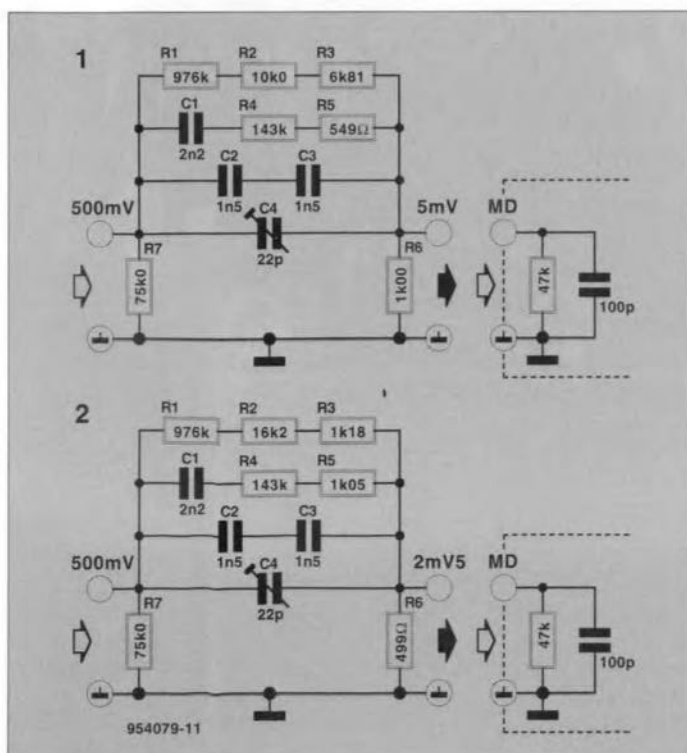 1
R1 R2 R3
976k 10k0 6k81
C1 R4 R5
143k 549Ω
2n2
C2 C3
1n5 C4 1n5
500mV 5mV MD
R7 R6
22p
75k0 1k00 47k
100p
2
R1 R2 R3
976k 16k2 1k18
C1 R4 R5
143k 1k05
2n2
C2 C3
1n5 C4 1n5
500mV 2mV5 MD
R7 R6
22p
75k0 499Ω 47k
100p
954079-11